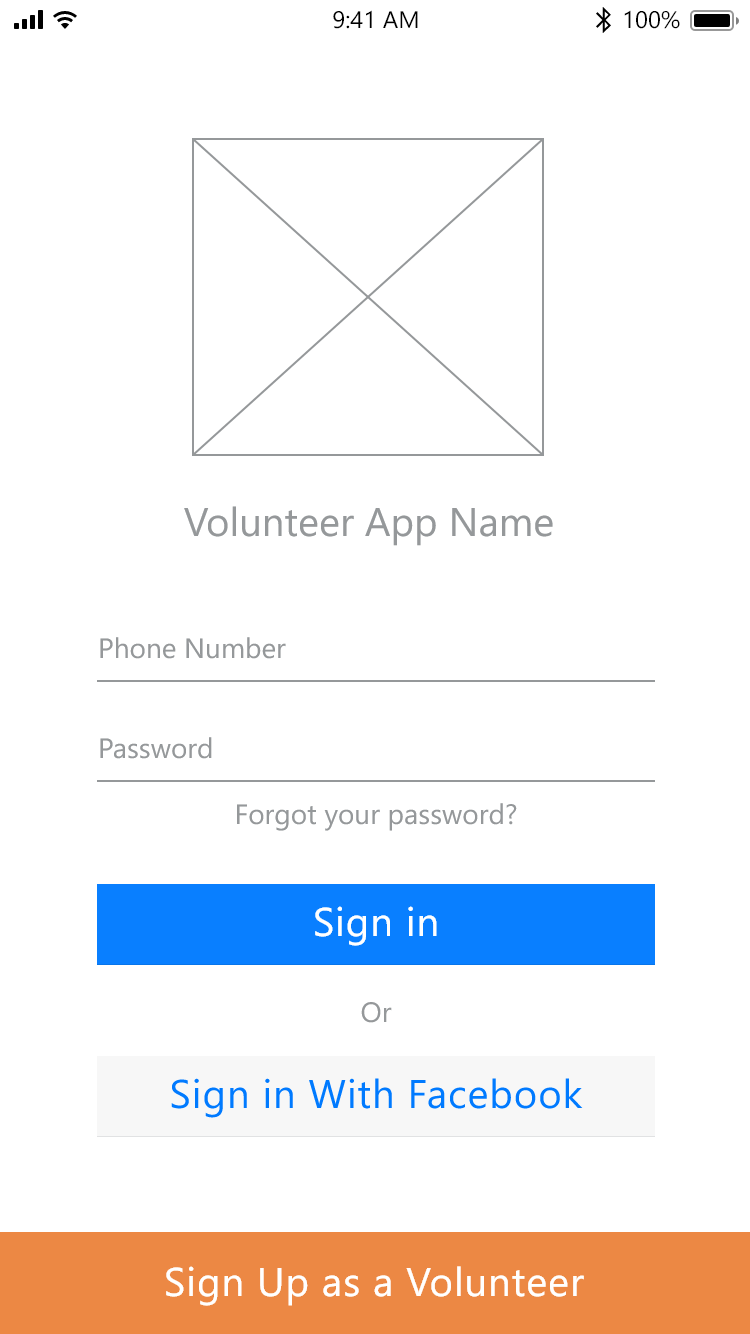 9:41 AM 100%
Volunteer App Name
Phone Number
Password
Forgot your password?
Sign in
Or
Sign in With Facebook
Sign Up as a Volunteer